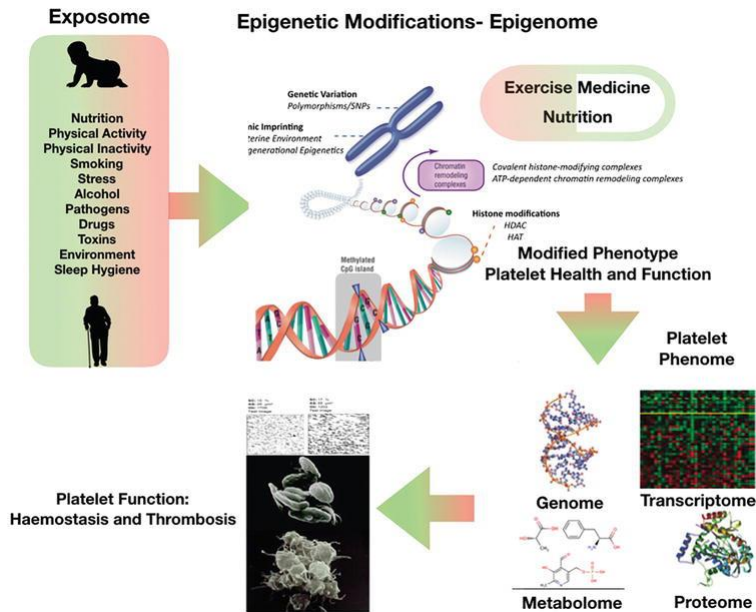 Exposome
Epigenetic Modifications- Epigenome
Nutrition
Physical Activity
Physical Inactivity
Smoking
Stress
Alcohol
Pathogens
Drugs
Toxins
Environment
Sleep Hygiene
Genetic Variation
Polymorphisms/SNPs
nic Imprinting
terine Environment
generational Epigenetics
Exercise Medicine
Nutrition
Chromatin
remodeling
complexes
Covalent histone-modifying complexes
ATP-dependent chromatin remodeling complexes
Histone modifications
HDAC
HAT
Methylated
CpG island
Modified Phenotype
Platelet Health and Function
Platelet
Phenome
Genome
Transcriptome
Metabolome
Proteome
Platelet Function:
Haemostasis and Thrombosis